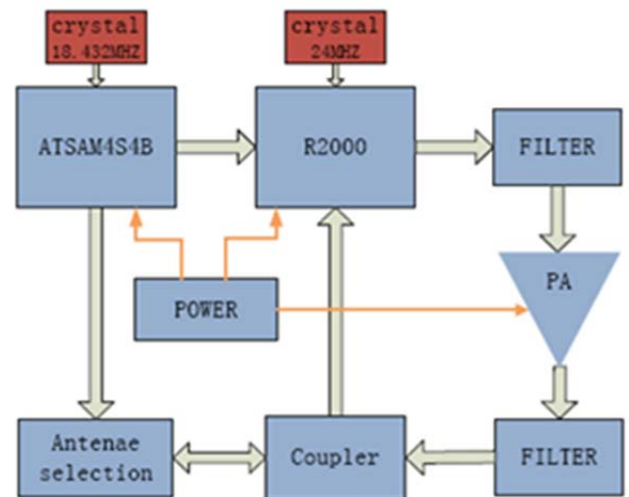 crystal
18.432MHZ
crystal
24MHZ
ATSAM4S4B
R2000
FILTER
PA
POWER
Antenae
selection
Coupler
FILTER